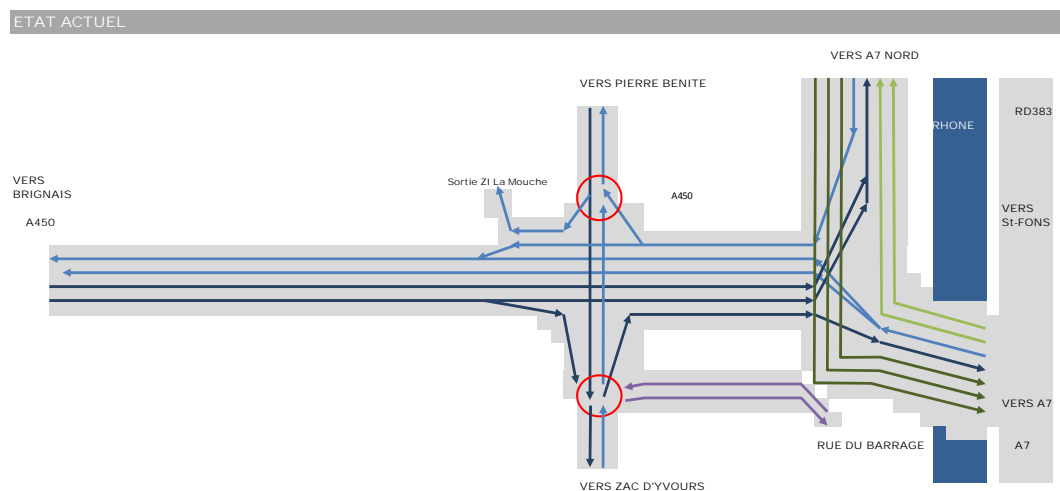 ETAT ACTUEL
VERS A7 NORD
VERS PIERRE BENITE
RD383
RHONE
VERS
BRIGNAIS
Sortie ZI La Mouche
A450
A450
VERS
St-FONS
VERS A7
RUE DU BARRAGE
A7
VERS ZAC D'YVOURS